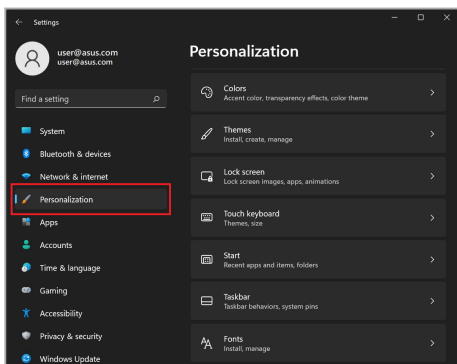 Settings
user@asus.com
user@asus.com
Find a setting
System
Bluetooth & devices
Network & internet
Personalization
Apps
Accounts
Time & language
Gaming
Accessibility
Privacy & security
Windows Update
Personalization
Colors
Accent color, transparency effects, color theme
Themes
Install, create, manage
Lock screen
Lock screen images, apps, animations
Touch keyboard
Themes, size
Start
Recent apps and items, folders
Taskbar
Taskbar behaviors, system pins
Fonts
Install, manage